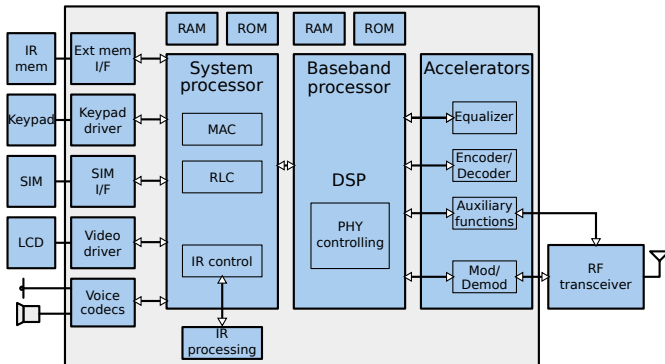 RAM
ROM
RAM
ROM
IR
mem
Ext mem
I/F
System
processor
Baseband
processor
Accelerators
Keypad
Keypad
driver
MAC
Equalizer
SIM
SIM
I/F
RLC
DSP
Encoder/
Decoder
Auxiliary
functions
LCD
Video
driver
PHY
controlling
IR control
Mod/
Demod
RF
transceiver
Voice
codecs
IR
processing